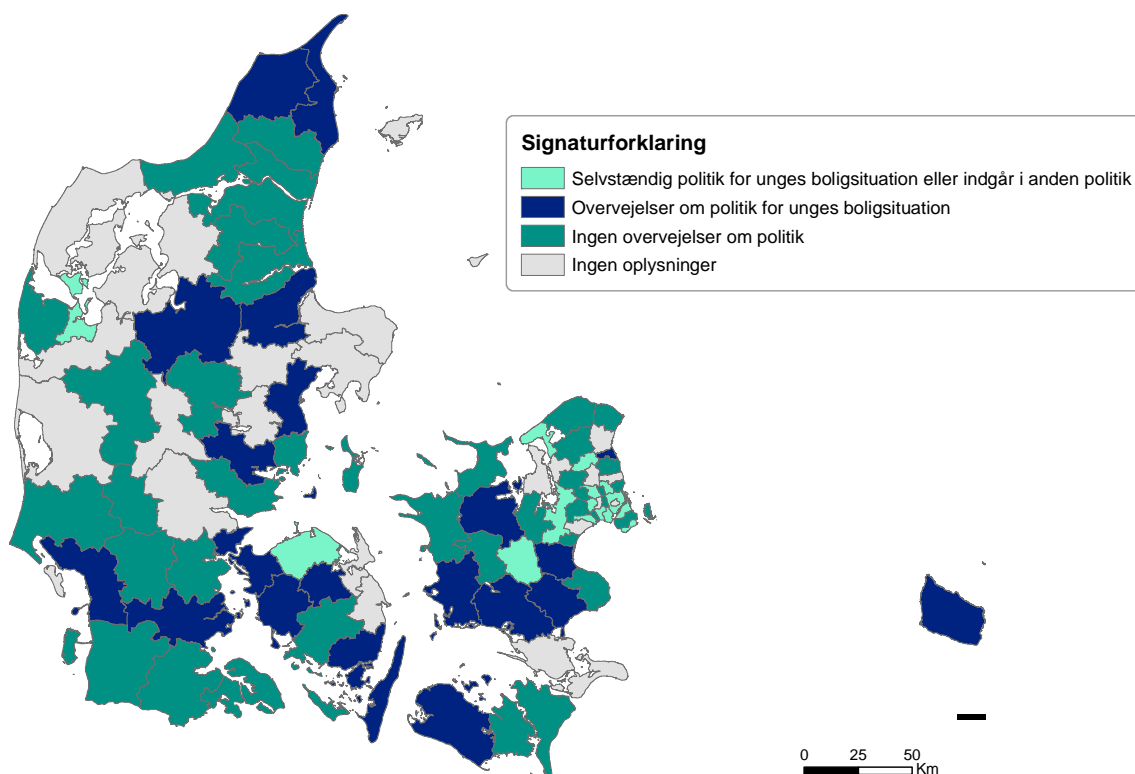 Signaturforklaring
Selvstændig politik for unges boligsituation eller indgår i anden politik
Overvejelser om politik for unges boligsituation
Ingen overvejelser om politik
Ingen oplysninger
0 25 50
Km